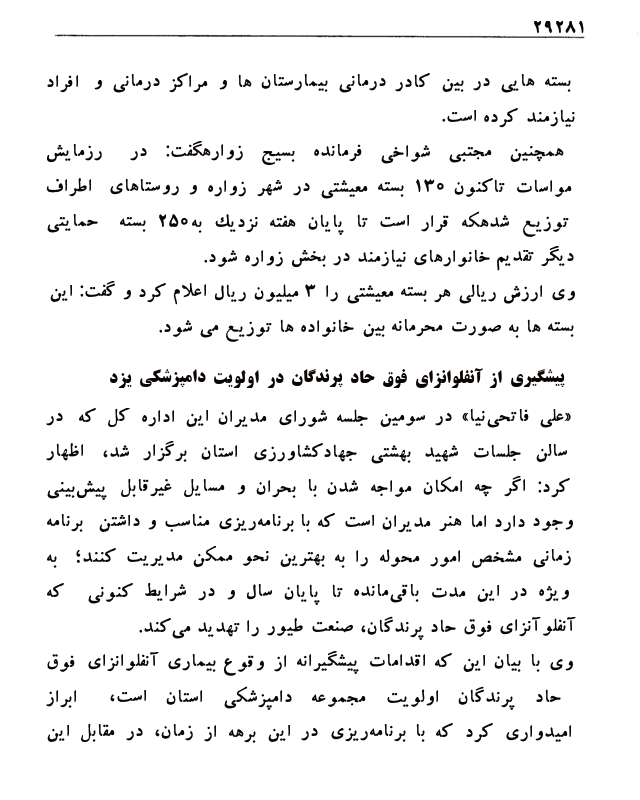 ۲۹۲۸۱
بسته هایی در بین کادر درمانی بیمارستان ها و مراکز درمانی و افراد
نیازمند کرده است.
همچنین مجتبی شواخی فرمانده بسیج زوارهگفت: در رزمایش
مواسات تاکنون ۱۳۰ بسته معیشتی در شهر زواره و روستاهای اطراف
توزیع شدهکه قرار است تا پایان هفته نزدیك به۲۵۰ بسته حمایتی
دیگر تقدیم خانوارهای نیازمند در بخش زواره شود.
وی ارزش ریالی هر بسته معیشتی را ۳ میلیون ریال اعلام کرد و گفت: این
بسته ها به صورت محرمانه بین خانواده ها توزیع می شود.
پیشگیری از آنفلوانزای فوق حاد پرندگان در اولویت دامپزشکی یزد
«علی فاتحی‌نیا» در سومین جلسه شورای مدیران این اداره کل که در
سالن جلسات شهید بهشتی جهادکشاورزی استان برگزار شد، اظهار
کرد: اگر چه امکان مواجه شدن با بحران و مسایل غیرقابل پیش‌بینی
وجود دارد اما هنر مدیران است که با برنامه‌ریزی مناسب و داشتن برنامه
زمانی مشخص امور محوله را به بهترین نحو ممکن مدیریت کنند؛ به
ویژه در این مدت باقی‌مانده تا پایان سال و در شرایط کنونی که
آنفلوآنزای فوق حاد پرندگان، صنعت طیور را تهدید می‌کند.
وی با بیان این که اقدامات پیشگیرانه از وقوع بیماری آنفلوانزای فوق
حاد پرندگان اولویت مجموعه دامپزشکی استان است، ابراز
امیدواری کرد که با برنامه‌ریزی در این برهه از زمان، در مقابل این